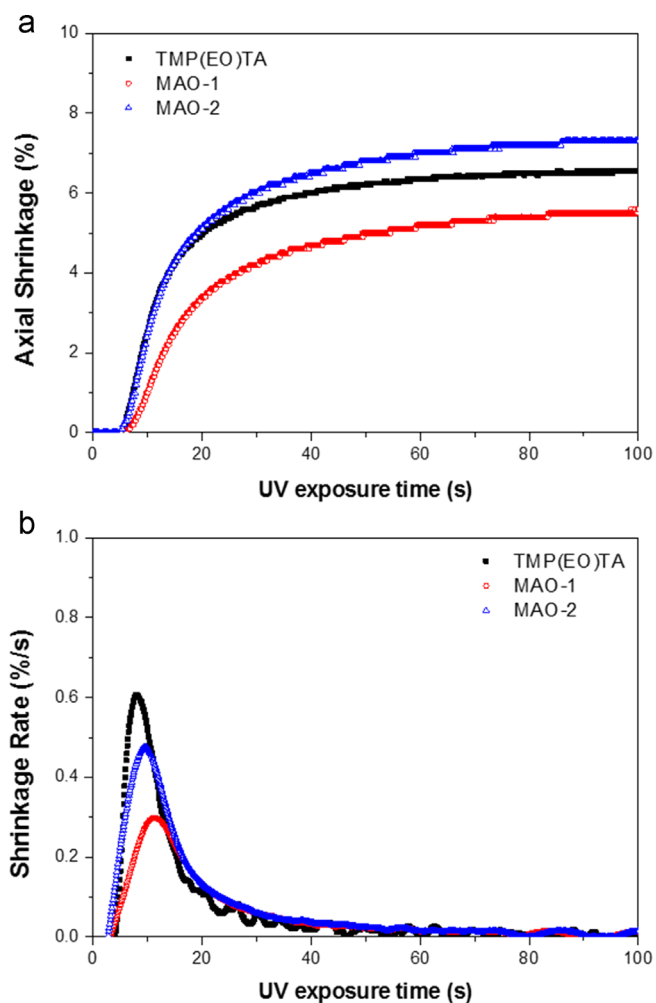 a
10
8
6
4
2
0
Axial Shrinkage (%)
TMP(EO)TA
MAO-1
MAO-2
0 20 40 60 80 100
UV exposure time (s)
b
1.0
0.8
0.6
0.4
0.2
0.0
Shrinkage Rate (%/s)
TMP(EO)TA
MAO-1
MAO-2
0 20 40 60 80 100
UV exposure time (s)